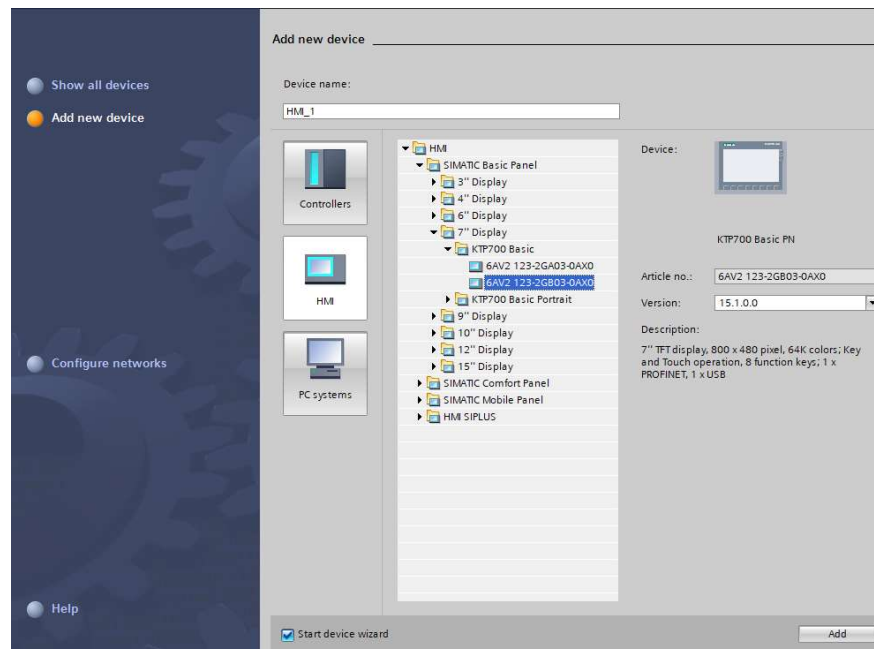 Show all devices
Add new device
Configure networks
Help
Add new device
Device name:
HMI_1
Controllers
HMI
PC systems
HMI
SIMATIC Basic Panel
3'' Display
4'' Display
6'' Display
7'' Display
KTP700 Basic
6AV2 123-2GA03-0AX0
6AV2 123-2GB03-0AX0
KTP700 Basic Portrait
9'' Display
10'' Display
12'' Display
15'' Display
SIMATIC Comfort Panel
SIMATIC Mobile Panel
HMI SIPLUS
Device:
KTP700 Basic PN
Article no.: 6AV2 123-2GB03-0AX0
Version: 15.1.0.0
Description:
7'' TFT display, 800 x 480 pixel, 64K colors; Key
and Touch operation, 8 function keys; 1 x
PROFINET, 1 x USB
Start device wizard
Add